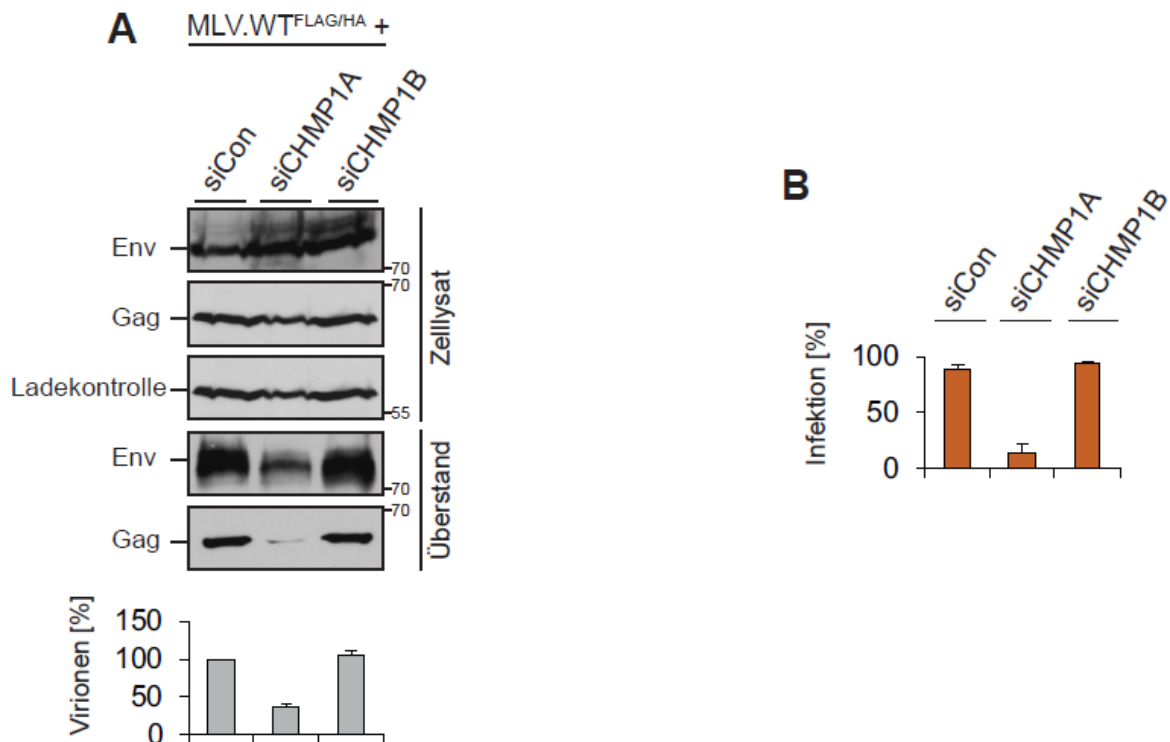 A
MLV.WTFLAG/HA +
siCon
siCHMP1A
siCHMP1B
Env
70
70
Gag
Ladekontrolle
55
Zelllysat
Env
70
70
Gag
Überstand
Virionen [%]
150
100
50
0
B
siCon
siCHMP1A
siCHMP1B
Infektion [%]
100
50
0